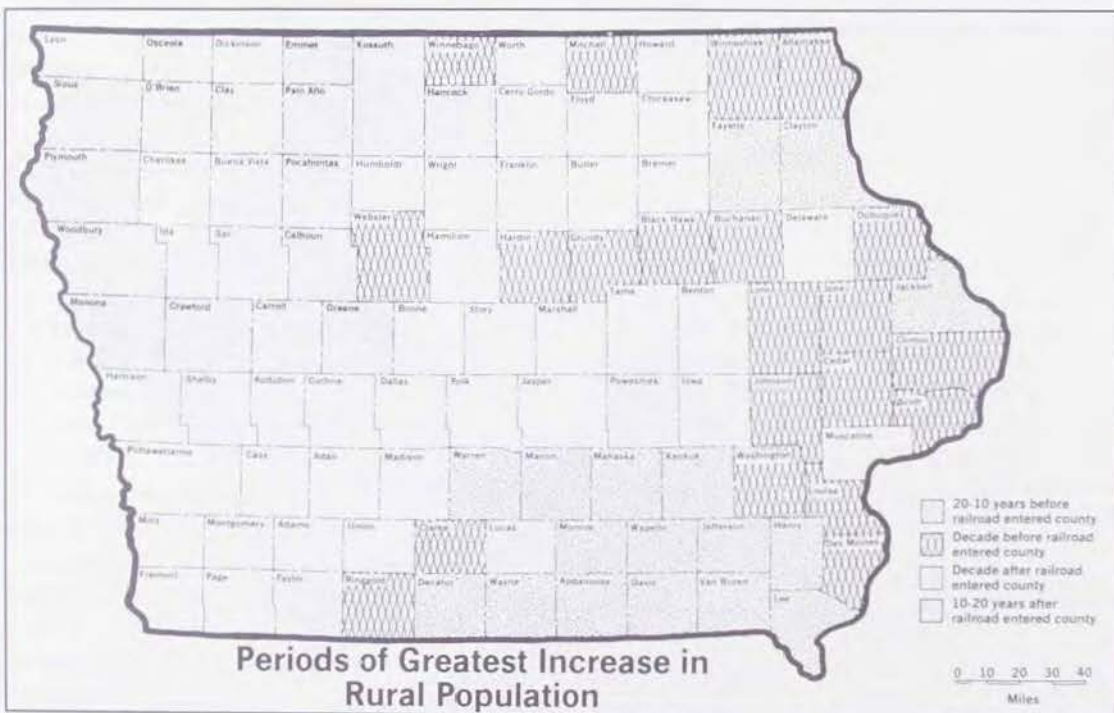 Lyon Osceola Dickinson Emmet Kossuth Winnebago Worth Mitchell Howard Winneshiek Allamakee
Sioux O'Brien Clay Palo Alto Hancock Cerro Gordo Floyd Chickasaw
Fayette Clayton
Plymouth Cherokee Buena Vista Pocahontas Humboldt Wright Franklin Butler Bremer
Woodbury Ida Sac Calhoun Webster Hamilton Hardin Grundy Black Hawk Buchanan Delaware Dubuque
Monona Crawford Carroll Greene Boone Story Marshall Tama Benton Linn Jones Jackson
Clinton
Cedar
Harrison Shelby Audubon Guthrie Dallas Polk Jasper Poweshiek Iowa Johnson
Scott
Muscatine
Pottawattamie Cass Adair Madison Warren Marion Mahaska Keokuk Washington
Louisa
Mills Montgomery Adams Union Clarke Lucas Monroe Wapello Jefferson Henry Des Moines
Fremont Page Taylor Ringgold Decatur Wayne Appanoose Davis Van Buren Lee
20-10 years before
railroad entered county
Decade before railroad
entered county
Decade after railroad
entered county
10-20 years after
railroad entered county
Periods of Greatest Increase in
Rural Population
0 10 20 30 40
Miles